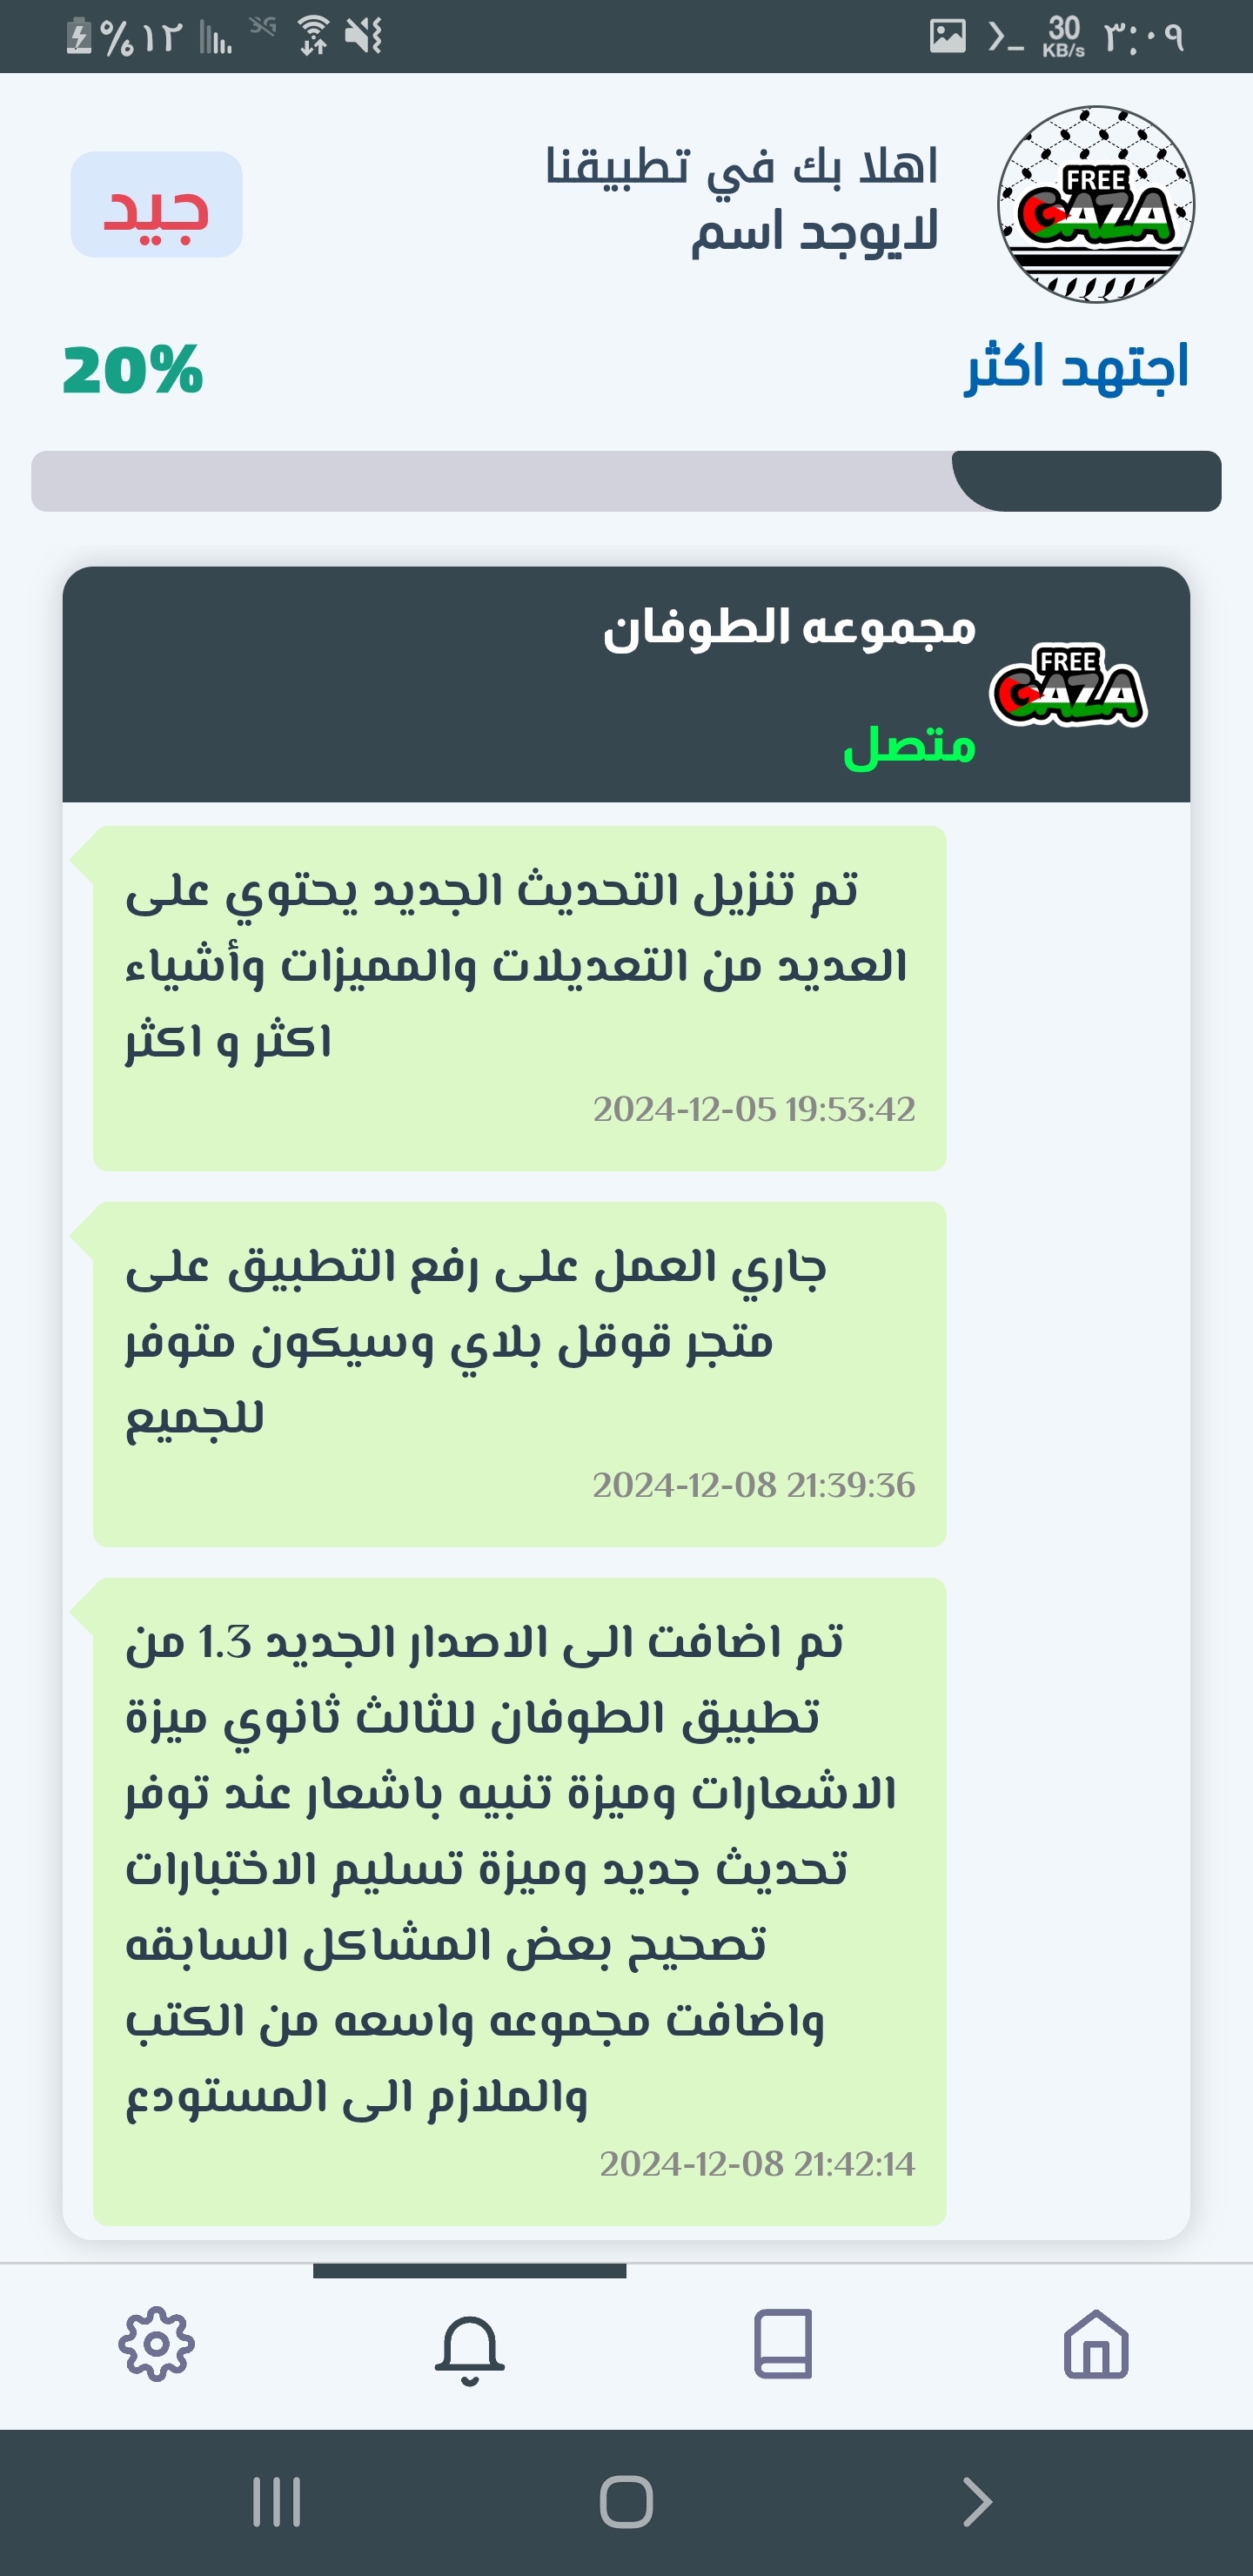 ٣:٠٩
30
KB/s
%١٢
3G
FREE
GAZA
اهلا بك في تطبيقنا
لايوجد اسم
جيد
اجتهد اكثر
20%
FREE
GAZA
مجموعه الطوفان
متصل
تم تنزيل التحديث الجديد يحتوي على
العديد من التعديلات والمميزات وأشياء
اكثر و اكثر
2024-12-05 19:53:42
جاري العمل على رفع التطبيق على
متجر قوقل بلاي وسيكون متوفر
للجميع
2024-12-08 21:39:36
تم اضافت الى الاصدار الجديد 1.3 من
تطبيق الطوفان للثالث ثانوي ميزة
الاشعارات وميزة تنبيه باشعار عند توفر
تحديث جديد وميزة تسليم الاختبارات
تصحيح بعض المشاكل السابقه
واضافت مجموعه واسعه من الكتب
والملازم الى المستودع
2024-12-08 21:42:14